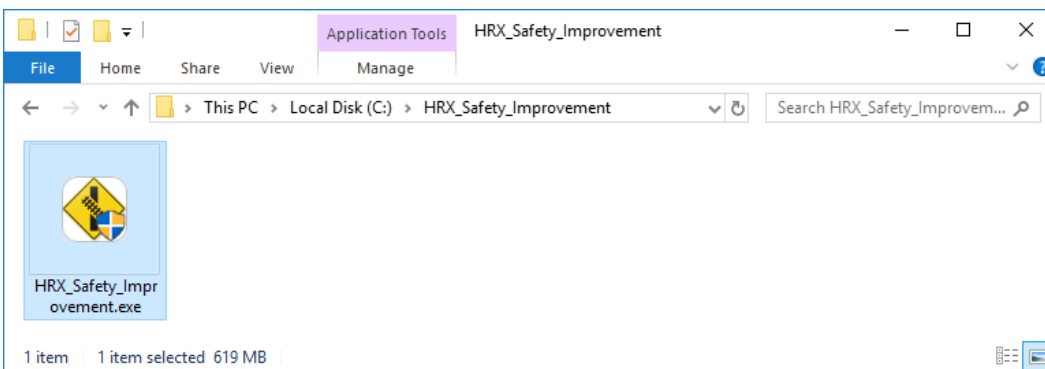 Application Tools HRX_Safety_Improvement
File Home Share View Manage
This PC Local Disk (C:) HRX_Safety_Improvement Search HRX_Safety_Improvem...
HRX_Safety_Impr
ovement.exe
1 item 1 item selected 619 MB